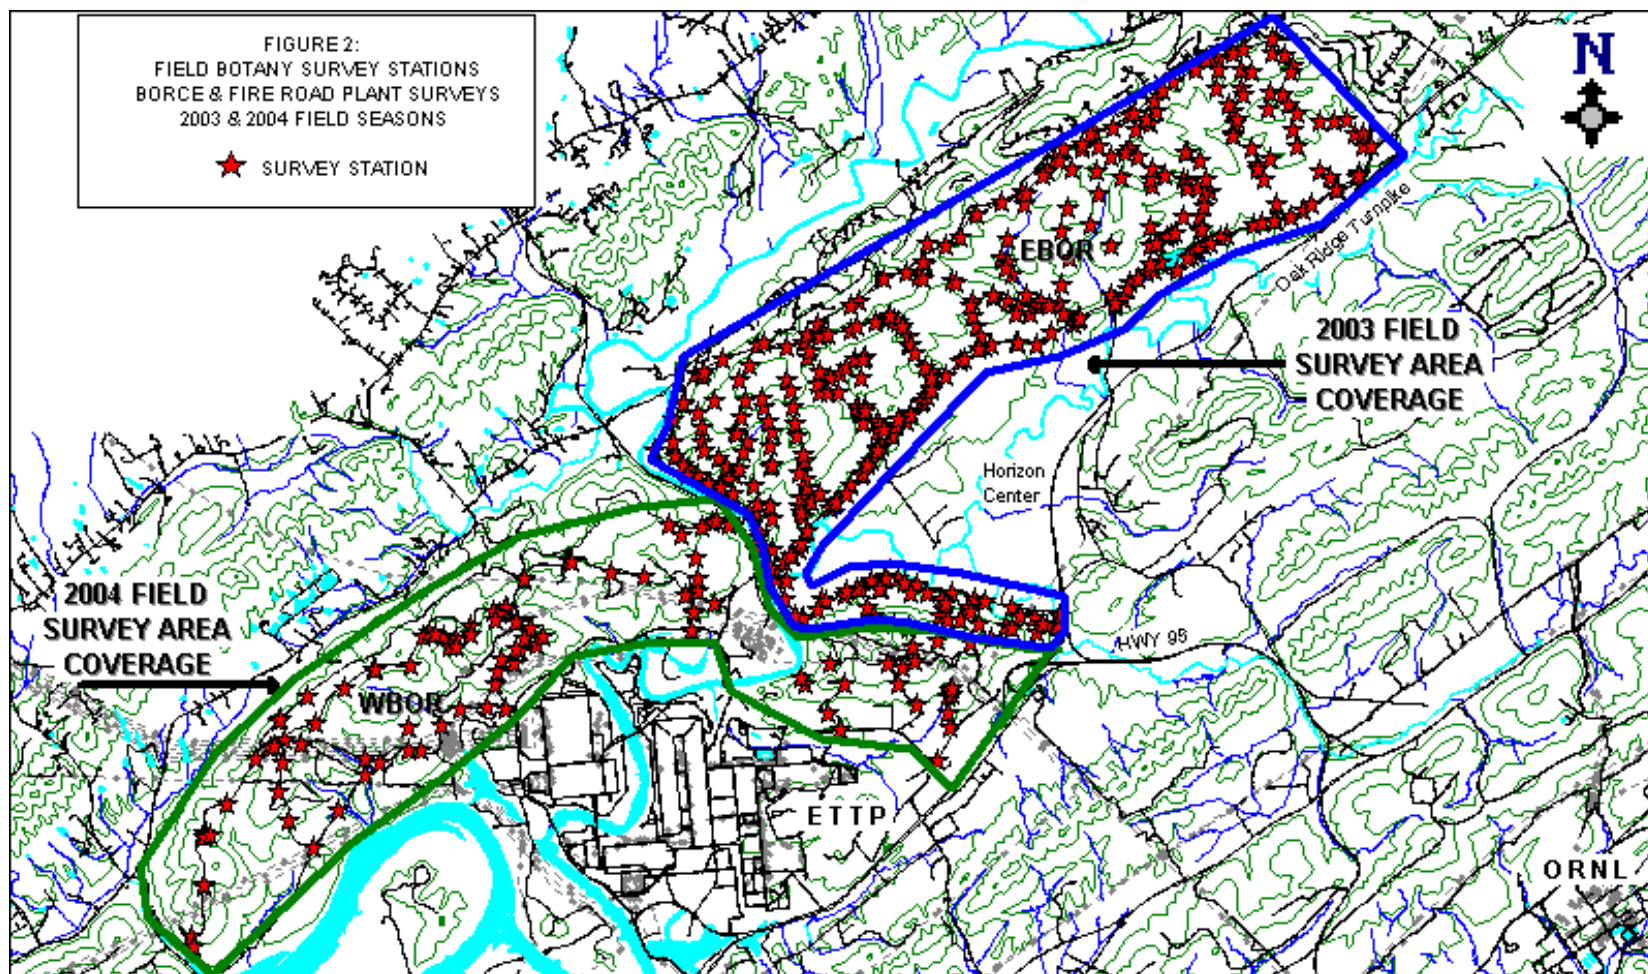 FIGURE 2:
FIELD BOTANY SURVEY STATIONS
BORCE & FIRE ROAD PLANT SURVEYS
2003 & 2004 FIELD SEASONS
SURVEY STATION
N
EBOR
Oak Ridge Turnpike
2003 FIELD
SURVEY AREA
COVERAGE
Horizon
Center
2004 FIELD
SURVEY AREA
COVERAGE
HWY 95
WBOR
ETTP
ORNL